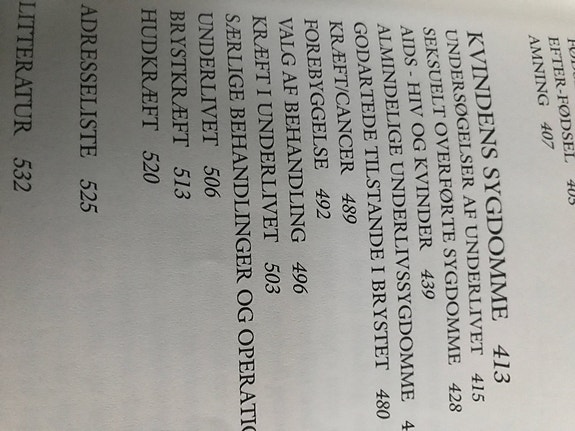 EFTER-FØDSEL 405
AMNING 407
KVINDENS SYGDOMME 413
UNDERSØGELSER AF UNDERLIVET 415
SEKSUELT OVERFØRTE SYGDOMME 428
AIDS - HIV OG KVINDER 439
ALMINDELIGE UNDERLIVSSYGDOMME
GODARTEDE TILSTANDE I BRYSTET 480
KRÆFT/CANCER 489
FOREBYGGELSE 492
VALG AF BEHANDLING 496
KRÆFT I UNDERLIVET 503
SÆRLIGE BEHANDLINGER OG
UNDERLIVET 506
BRYSTKRÆFT 513
HUDKRÆFT 520
ADRESSELISTE 525
LITTERATUR 532